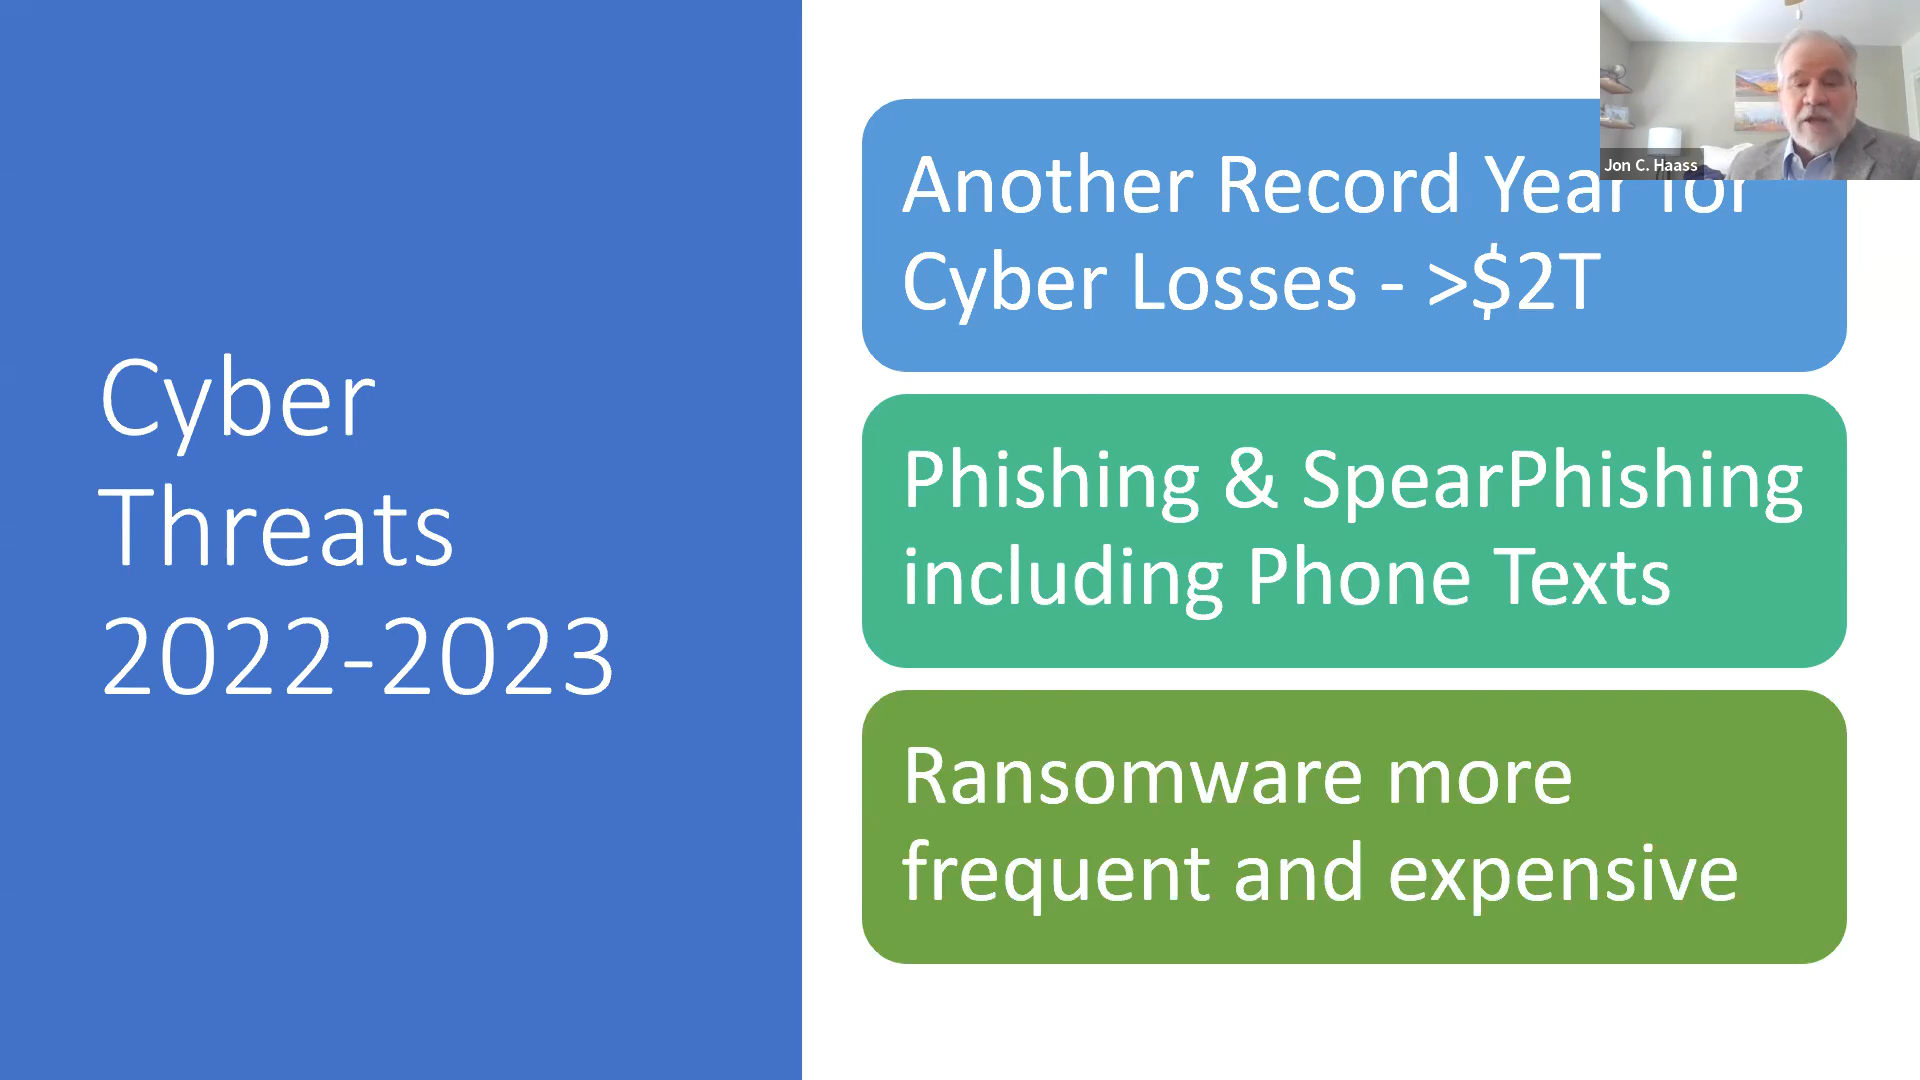 Cyber
Threats
2022-2023
Another Record Year for
Cyber Losses - >$2T
Phishing & SpearPhishing
including Phone Texts
Ransomware more
frequent and expensive
Jon C. Haass